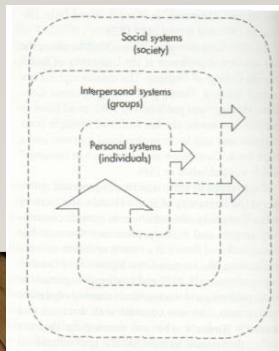 Social systems
(society)
Interpersonal systems
(groups)
Personal systems
(individuals)